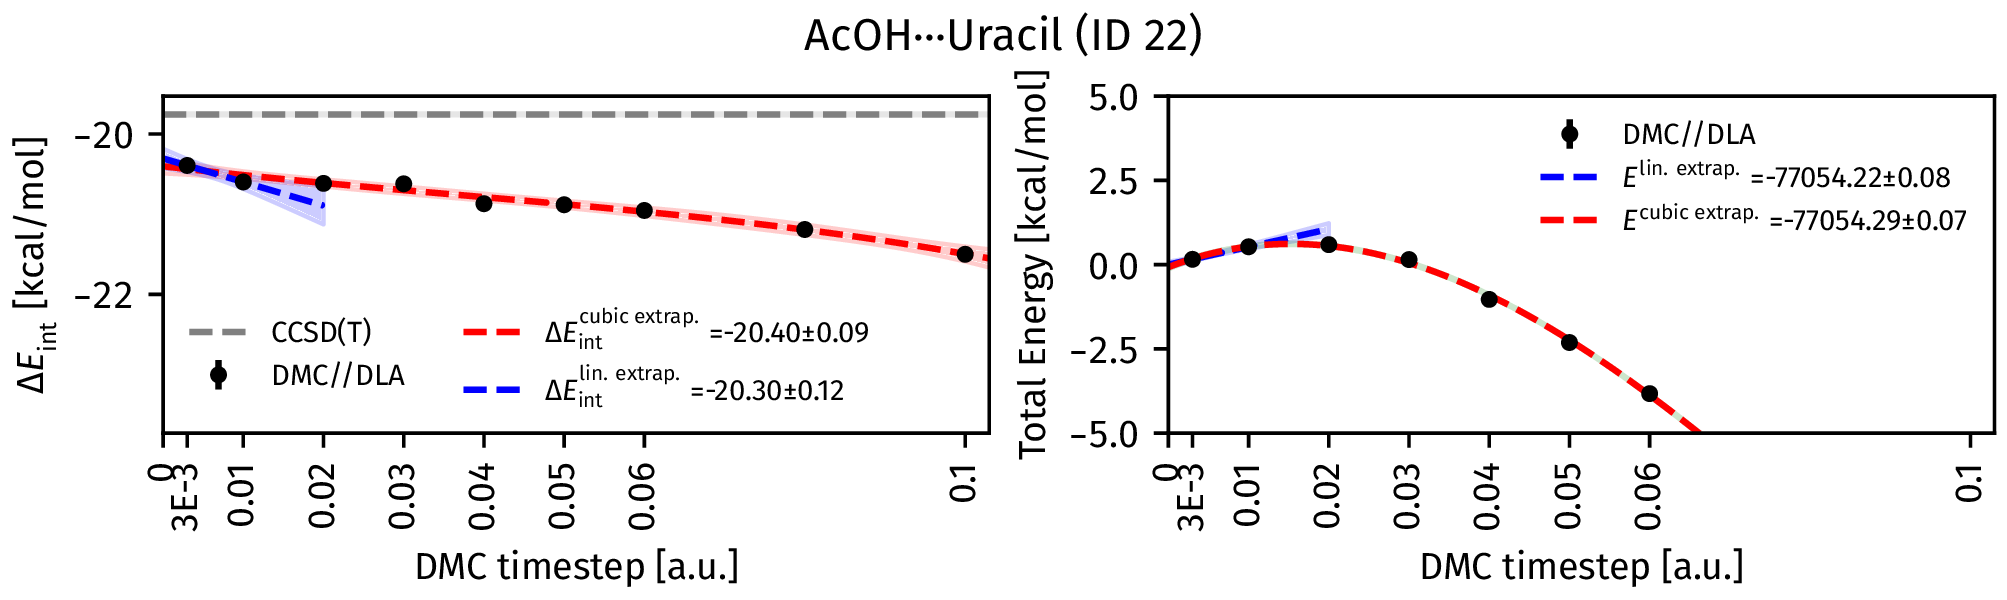 AcOH···Uracil (ID 22)
ΔE_int [kcal/mol]
−20
−22
CCSD(T)
DMC//DLA
ΔE_int^cubic extrap. =-20.40±0.09
ΔE_int^lin. extrap. =-20.30±0.12
0
3E-3
0.01
0.02
0.03
0.04
0.05
0.06
0.1
DMC timestep [a.u.]
Total Energy [kcal/mol]
5.0
2.5
0.0
−2.5
−5.0
DMC//DLA
E^lin. extrap. =-77054.22±0.08
E^cubic extrap. =-77054.29±0.07
0
3E-3
0.01
0.02
0.03
0.04
0.05
0.06
0.1
DMC timestep [a.u.]